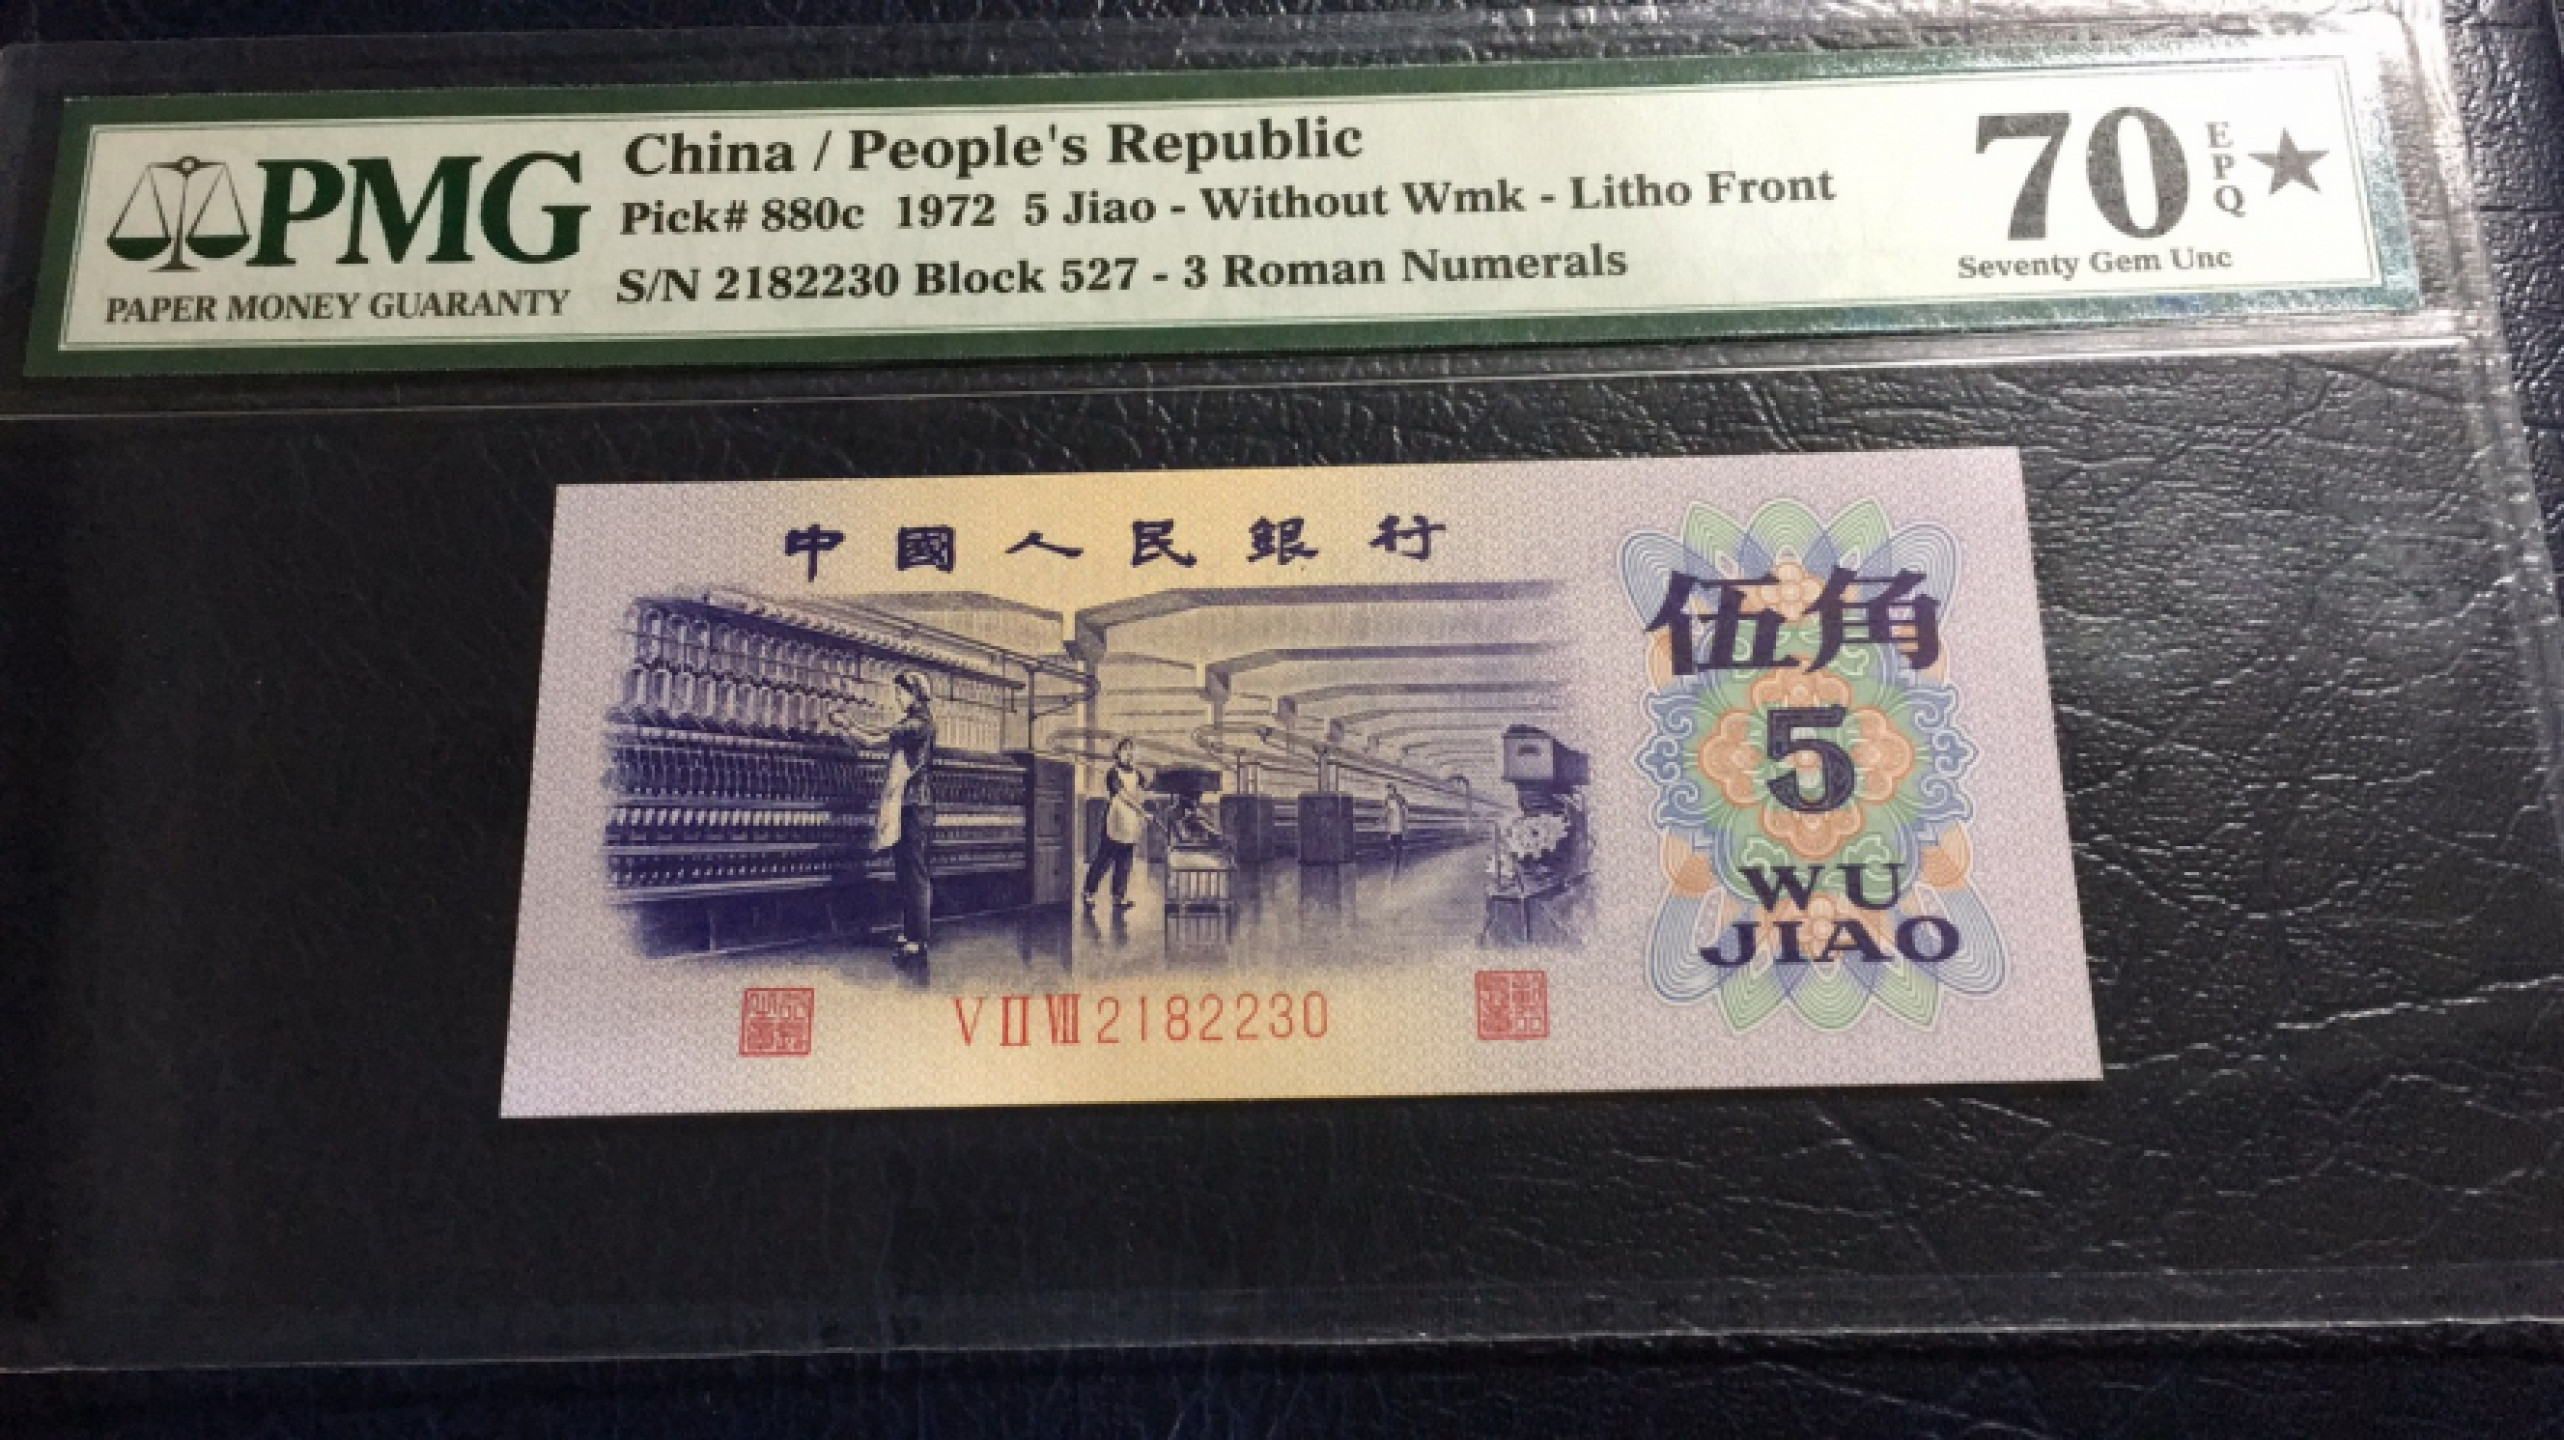 PMG
PAPER MONEY GUARANTY
China / People's Republic
Pick# 880c 1972 5 Jiao - Without Wmk - Litho Front
S/N 2182230 Block 527 - 3 Roman Numerals
70 EPQ ★
Seventy Gem Unc
中國人民銀行
伍角
5
WU
JIAO
V II VII 2182230